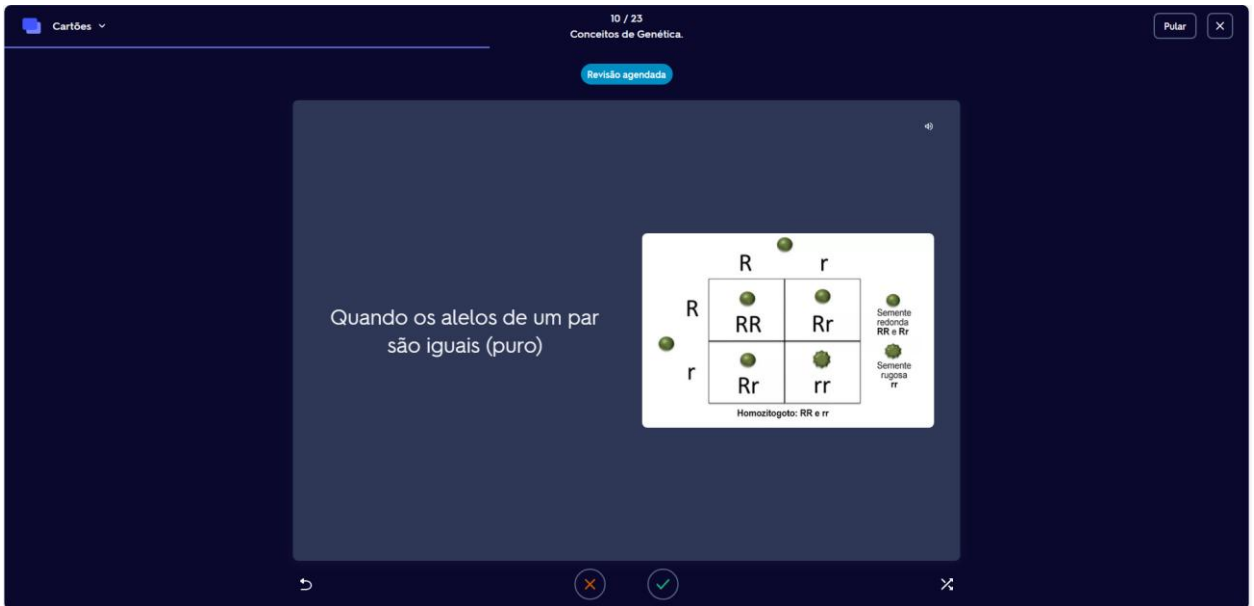 Cartões
10 / 23
Conceitos de Genética.
Pular
Revisão agendada
Quando os alelos de um par
são iguais (puro)
R r
R
RR Rr
r
Rr rr
Semente
redonda
RR e Rr
Semente
rugosa
rr
Homozitogoto: RR e rr